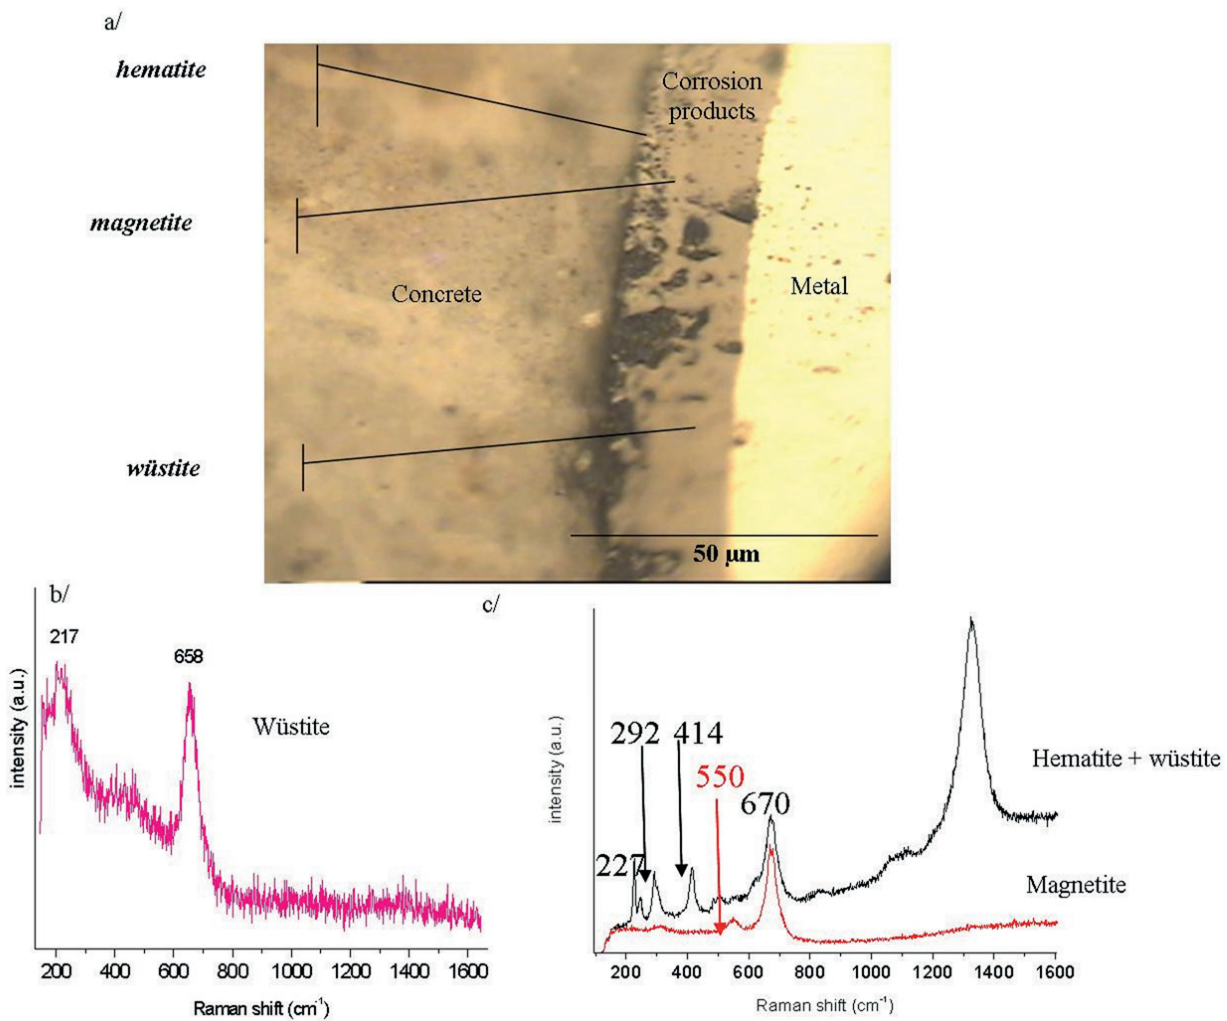 a/
hematite
Corrosion
products
magnetite
Concrete
Metal
wüstite
50 µm
b/
217
658
Wüstite
intensity (a.u.)
200 400 600 800 1000 1200 1400 1600
Raman shift (cm⁻¹)
c/
292 414
550
670
227
Hematite + wüstite
Magnetite
intensity (a.u.)
200 400 600 800 1000 1200 1400 1600
Raman shift (cm⁻¹)